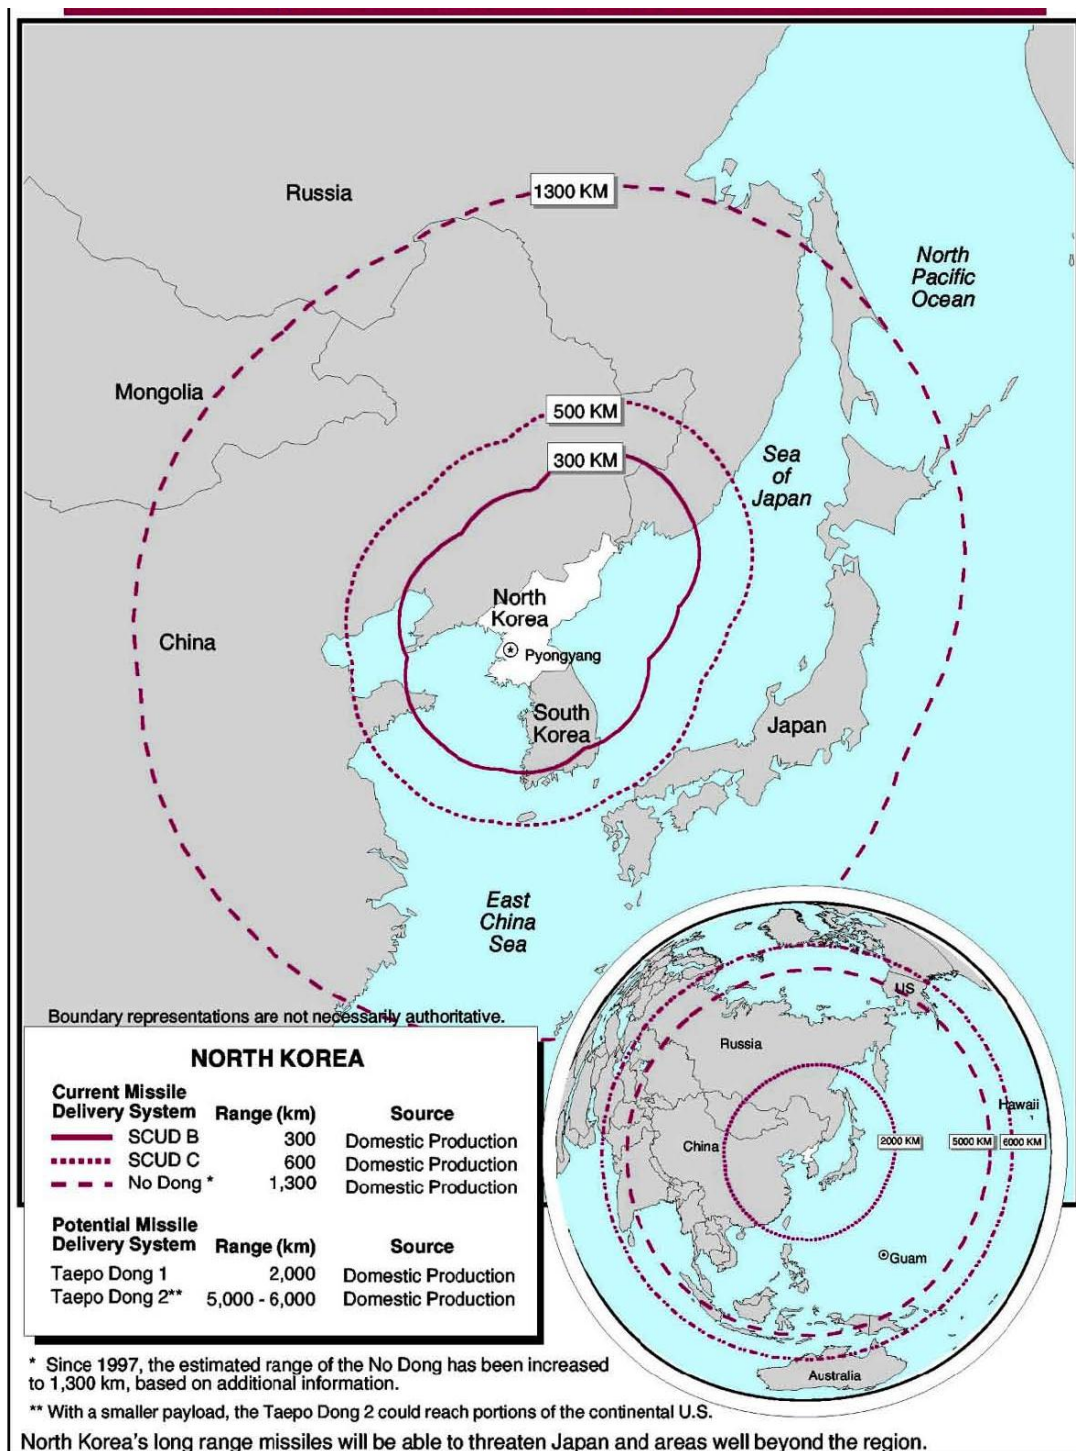 1300 KM
Russia
North
Pacific
Ocean
Mongolia
500 KM
Sea
of
Japan
300 KM
North
Korea
China
Pyongyang
South
Korea
Japan
East
China
Sea
Boundary representations are not necessarily authoritative.
US
Russia
Hawaii
China
2000 KM
5000 KM
6000 KM
Guam
Australia
NORTH KOREA
Current Missile
Delivery System Range (km) Source
SCUD B 300 Domestic Production
SCUD C 600 Domestic Production
No Dong * 1,300 Domestic Production
Potential Missile
Delivery System Range (km) Source
Taepo Dong 1 2,000 Domestic Production
Taepo Dong 2** 5,000 - 6,000 Domestic Production
* Since 1997, the estimated range of the No Dong has been increased
to 1,300 km, based on additional information.
** With a smaller payload, the Taepo Dong 2 could reach portions of the continental U.S.
North Korea's long range missiles will be able to threaten Japan and areas well beyond the region.